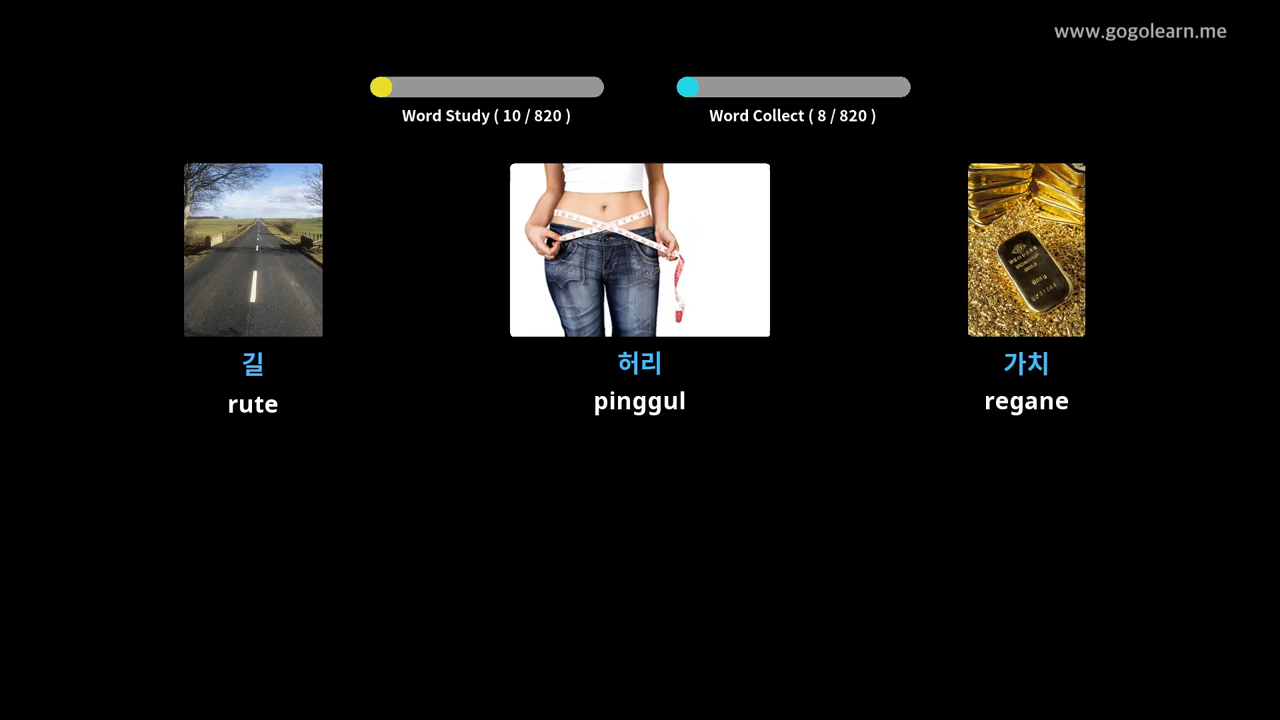 www.gogolearn.me
Word Study ( 10 / 820 )
Word Collect ( 8 / 820 )
길
rute
허리
pinggul
가치
regane